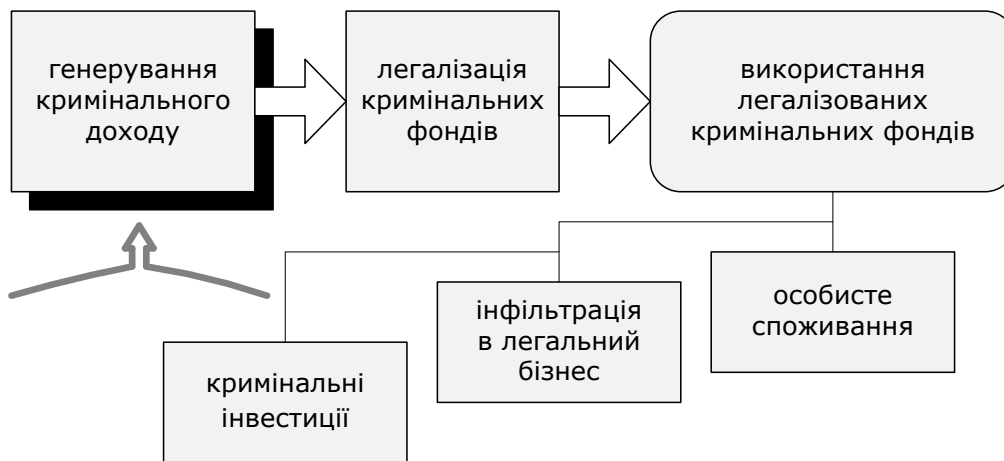 генерування
кримінального
доходу
легалізація
кримінальних
фондів
використання
легалізованих
кримінальних фондів
кримінальні
інвестиції
інфільтрація
в легальний
бізнес
особисте
споживання